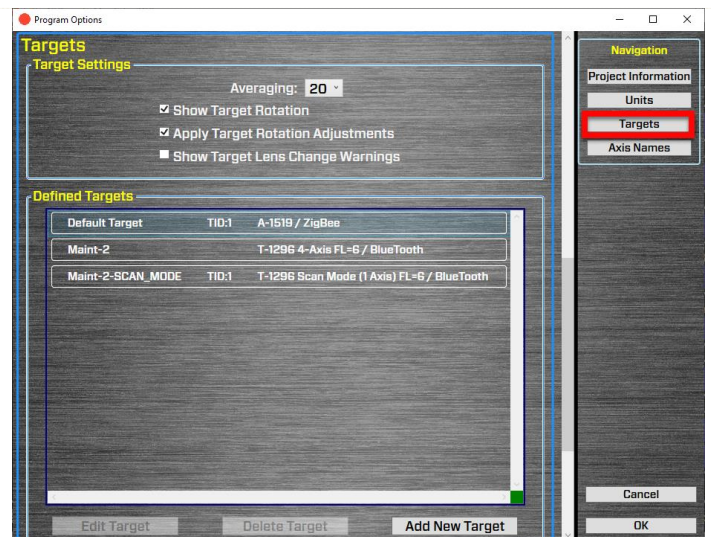 Program Options
Targets
Target Settings
Averaging: 20
Show Target Rotation
Apply Target Rotation Adjustments
Show Target Lens Change Warnings
Defined Targets
Default Target TID:1 A-1519 / ZigBee
Maint-2 T-1296 4-Axis FL=6 / BlueTooth
Maint-2-SCAN_MODE TID:1 T-1296 Scan Mode (1 Axis) FL=6 / BlueTooth
Edit Target Delete Target Add New Target
Navigation
Project Information
Units
Targets
Axis Names
Cancel
OK